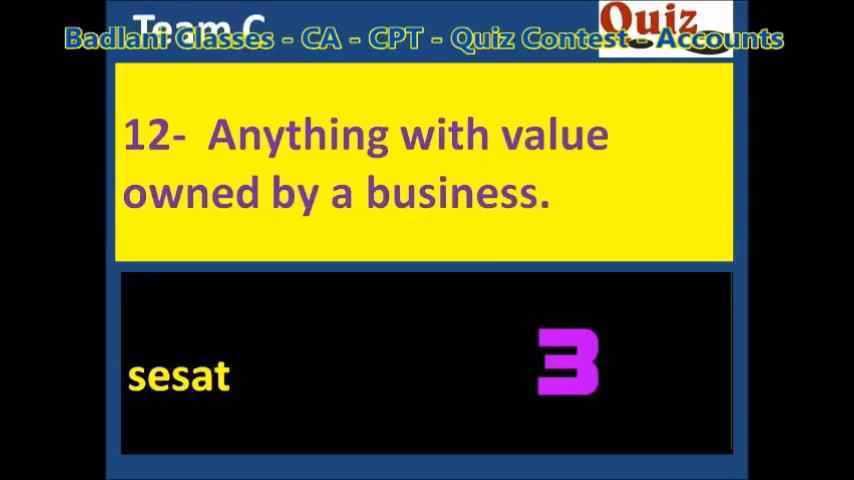 Team C
Quiz
Badlani Classes - CA - CPT - Quiz Contest - Accounts
12- Anything with value
owned by a business.
sesat
3